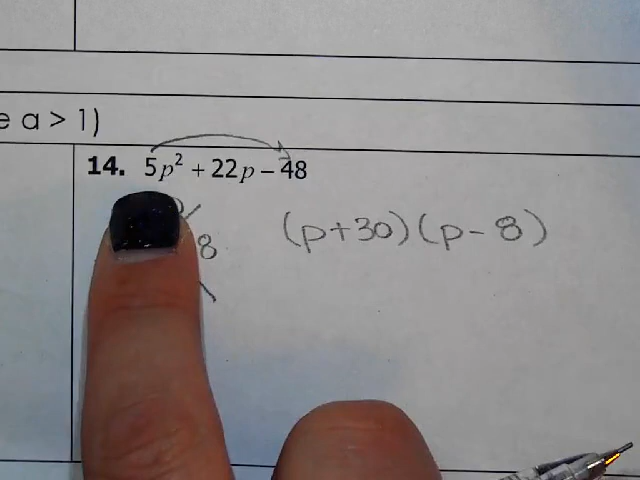 e a > 1)
14. 5p² + 22p – 48
(p+30)(p-8)
8